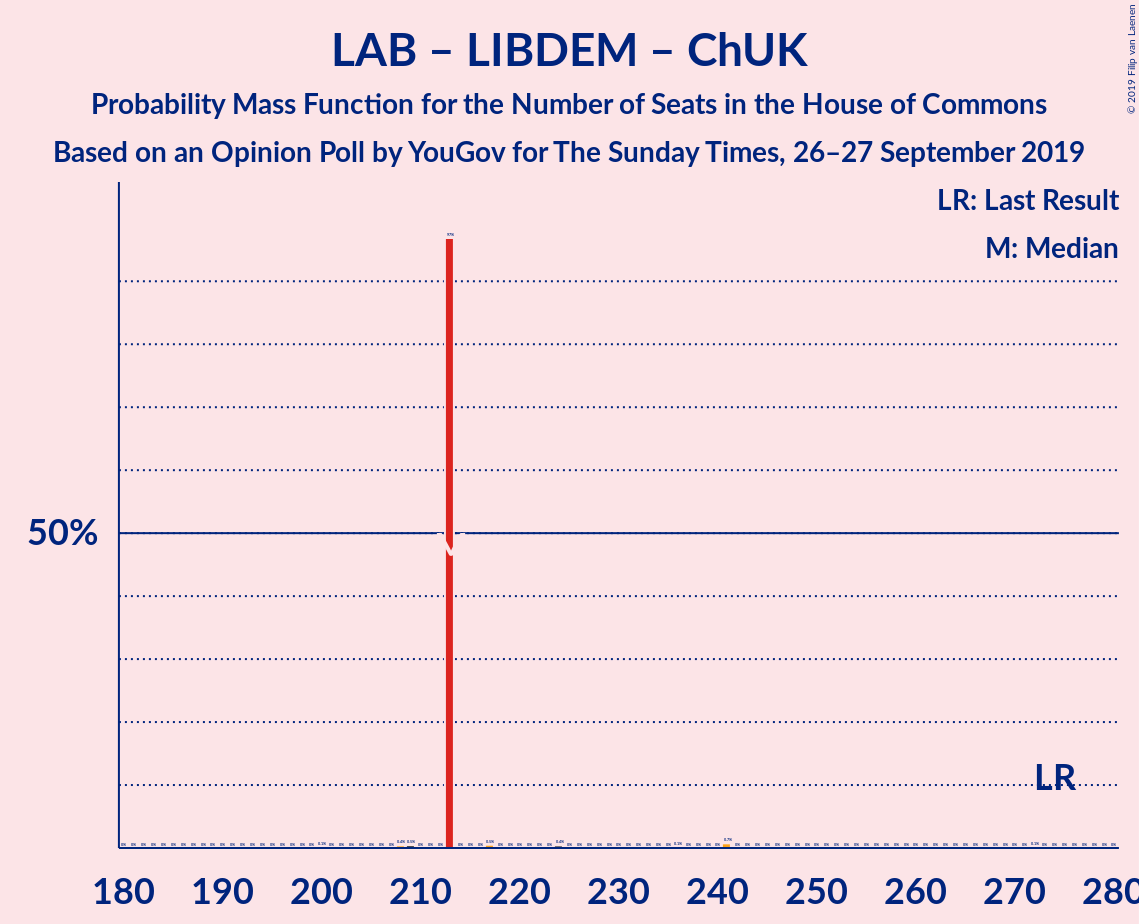 LAB – LIBDEM – ChUK
Probability Mass Function for the Number of Seats in the House of Commons
Based on an Opinion Poll by YouGov for The Sunday Times, 26–27 September 2019
© 2019 Filip van Laenen
LR: Last Result
M: Median
97%
50%
M
LR
180 190 200 210 220 230 240 250 260 270 280